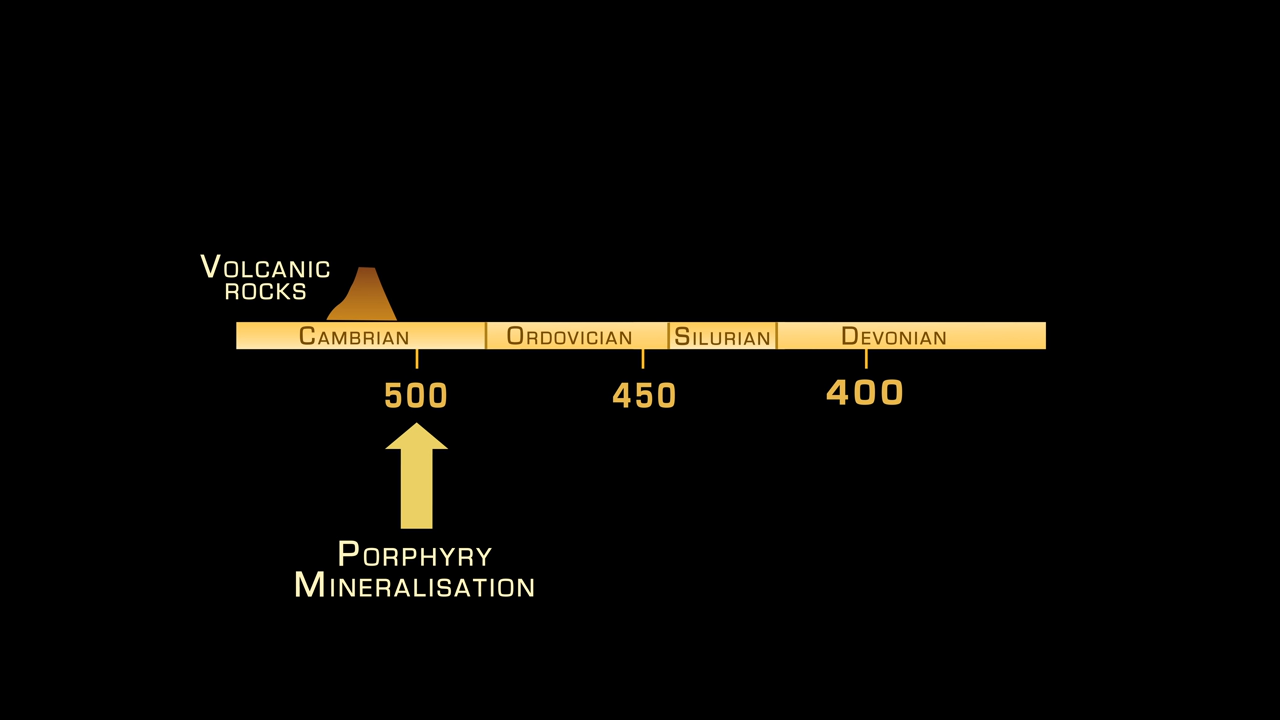 Volcanic
rocks
Cambrian Ordovician Silurian Devonian
500 450 400
Porphyry
Mineralisation